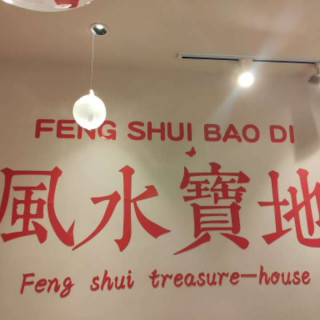 FENG SHUI BAO DI
風水寶地
Feng shui treasure-house